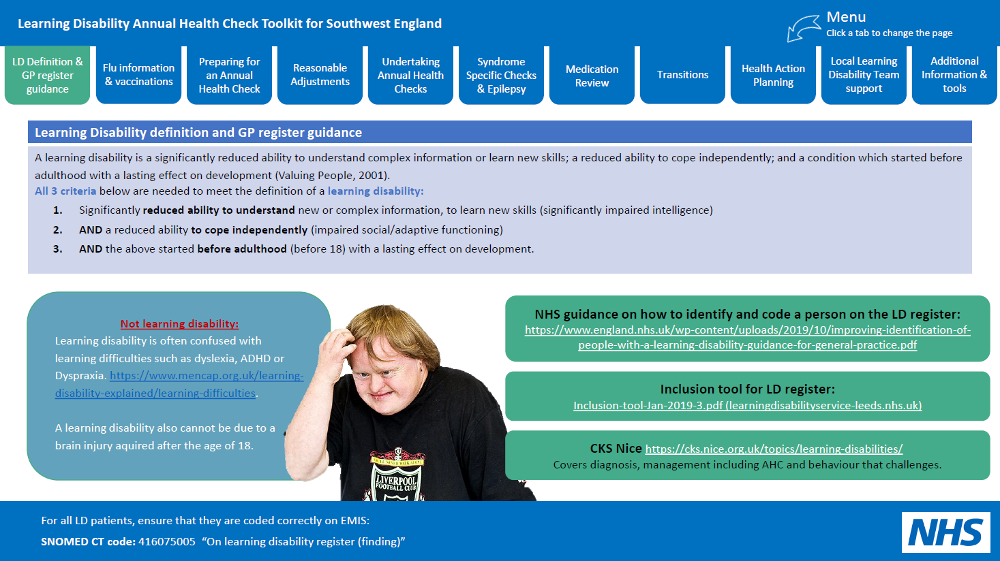 Learning Disability Annual Health Check Toolkit for Southwest England
Menu
Click a tab to change the page
LD Definition &
GP register
guidance
Flu information
& vaccinations
Preparing for
an Annual
Health Check
Reasonable
Adjustments
Undertaking
Annual Health
Checks
Syndrome
Specific Checks
& Epilepsy
Medication
Review
Transitions
Health Action
Planning
Local Learning
Disability Team
support
Additional
Information &
tools
Learning Disability definition and GP register guidance
A learning disability is a significantly reduced ability to understand complex information or learn new skills; a reduced ability to cope independently; and a condition which started before
adulthood with a lasting effect on development (Valuing People, 2001).
All 3 criteria below are needed to meet the definition of a learning disability:
1. Significantly reduced ability to understand new or complex information, to learn new skills (significantly impaired intelligence)
2. AND a reduced ability to cope independently (impaired social/adaptive functioning)
3. AND the above started before adulthood (before 18) with a lasting effect on development.
Not learning disability:
Learning disability is often confused with
learning difficulties such as dyslexia, ADHD or
Dyspraxia. https://www.mencap.org.uk/learning-
disability-explained/learning-difficulties.
A learning disability also cannot be due to a
brain injury aquired after the age of 18.
YOU'LL NEVER WALK ALONE
LIVERPOOL
FOOTBALL CLUB
NHS guidance on how to identify and code a person on the LD register:
https://www.england.nhs.uk/wp-content/uploads/2019/10/improving-identification-of-
people-with-a-learning-disability-guidance-for-general-practice.pdf
Inclusion tool for LD register:
Inclusion-tool-Jan-2019-3.pdf (learningdisabilityservice-leeds.nhs.uk)
CKS Nice https://cks.nice.org.uk/topics/learning-disabilities/
Covers diagnosis, management including AHC and behaviour that challenges.
For all LD patients, ensure that they are coded correctly on EMIS:
SNOMED CT code: 416075005 “On learning disability register (finding)”
NHS